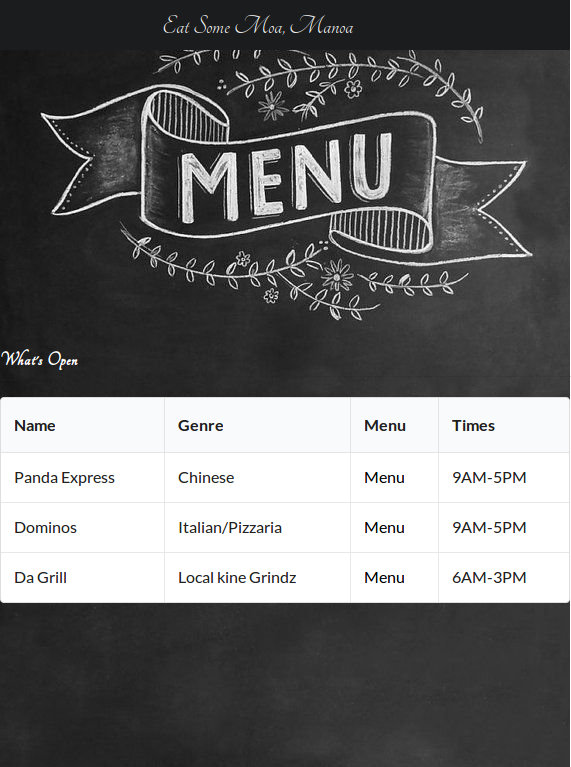 Eat Some Moa, Manoa
MENU
What's Open
Name Genre Menu Times
Panda Express Chinese Menu 9AM-5PM
Dominos Italian/Pizzaria Menu 9AM-5PM
Da Grill Local kine Grindz Menu 6AM-3PM